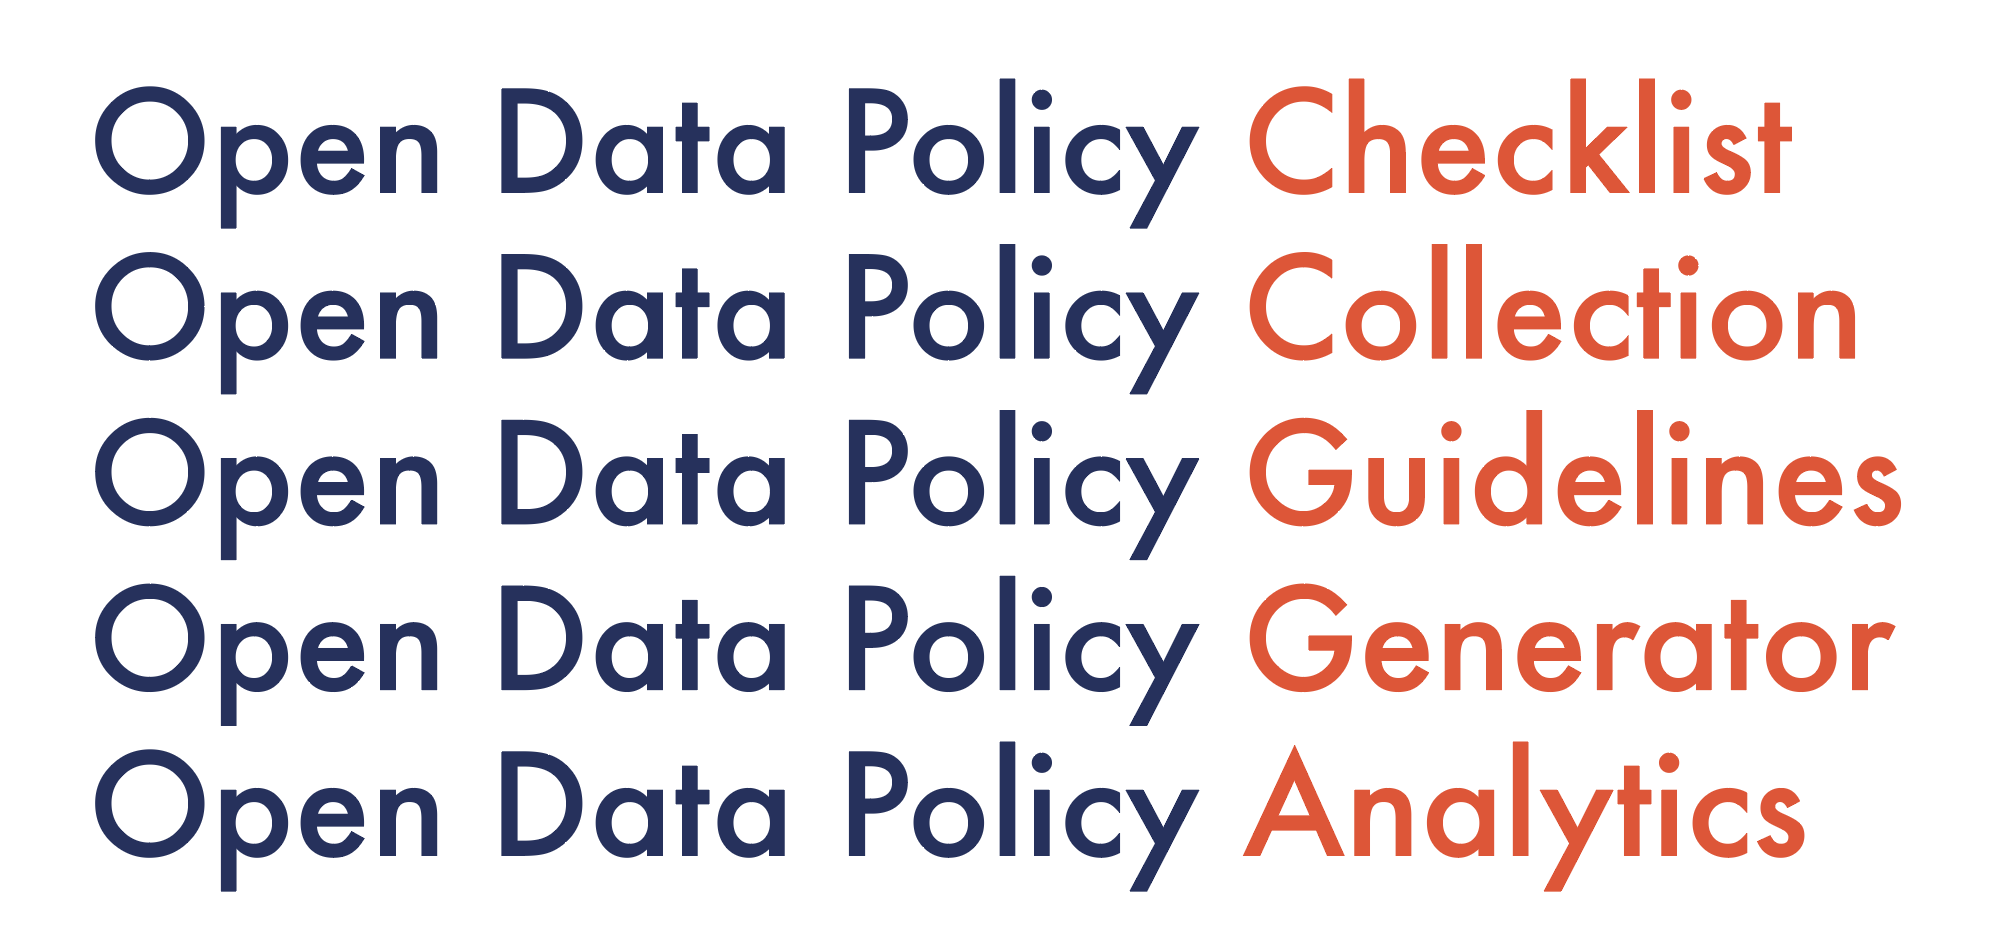 Open Data Policy Checklist
Open Data Policy Collection
Open Data Policy Guidelines
Open Data Policy Generator
Open Data Policy Analytics